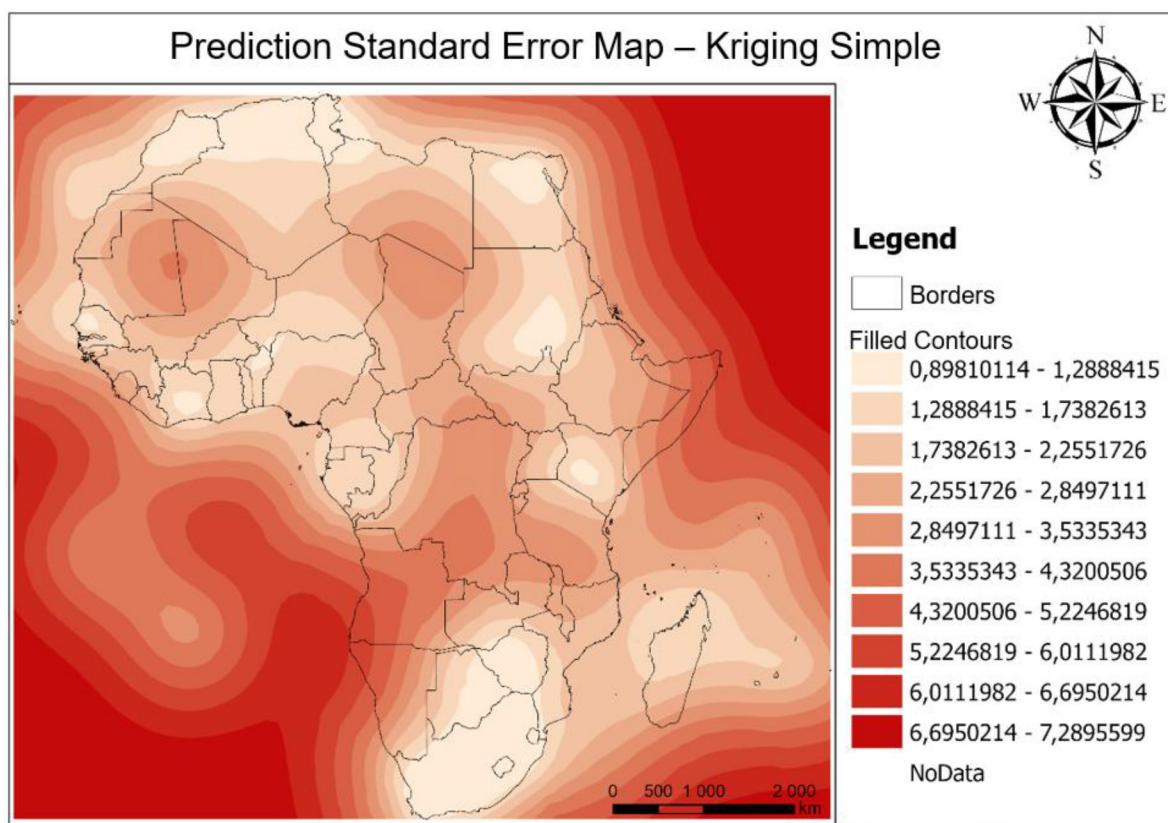 Prediction Standard Error Map – Kriging Simple
N
W E
S
Legend
Borders
Filled Contours
0,89810114 - 1,2888415
1,2888415 - 1,7382613
1,7382613 - 2,2551726
2,2551726 - 2,8497111
2,8497111 - 3,5335343
3,5335343 - 4,3200506
4,3200506 - 5,2246819
5,2246819 - 6,0111982
6,0111982 - 6,6950214
6,6950214 - 7,2895599
NoData
0 500 1 000 2 000
km